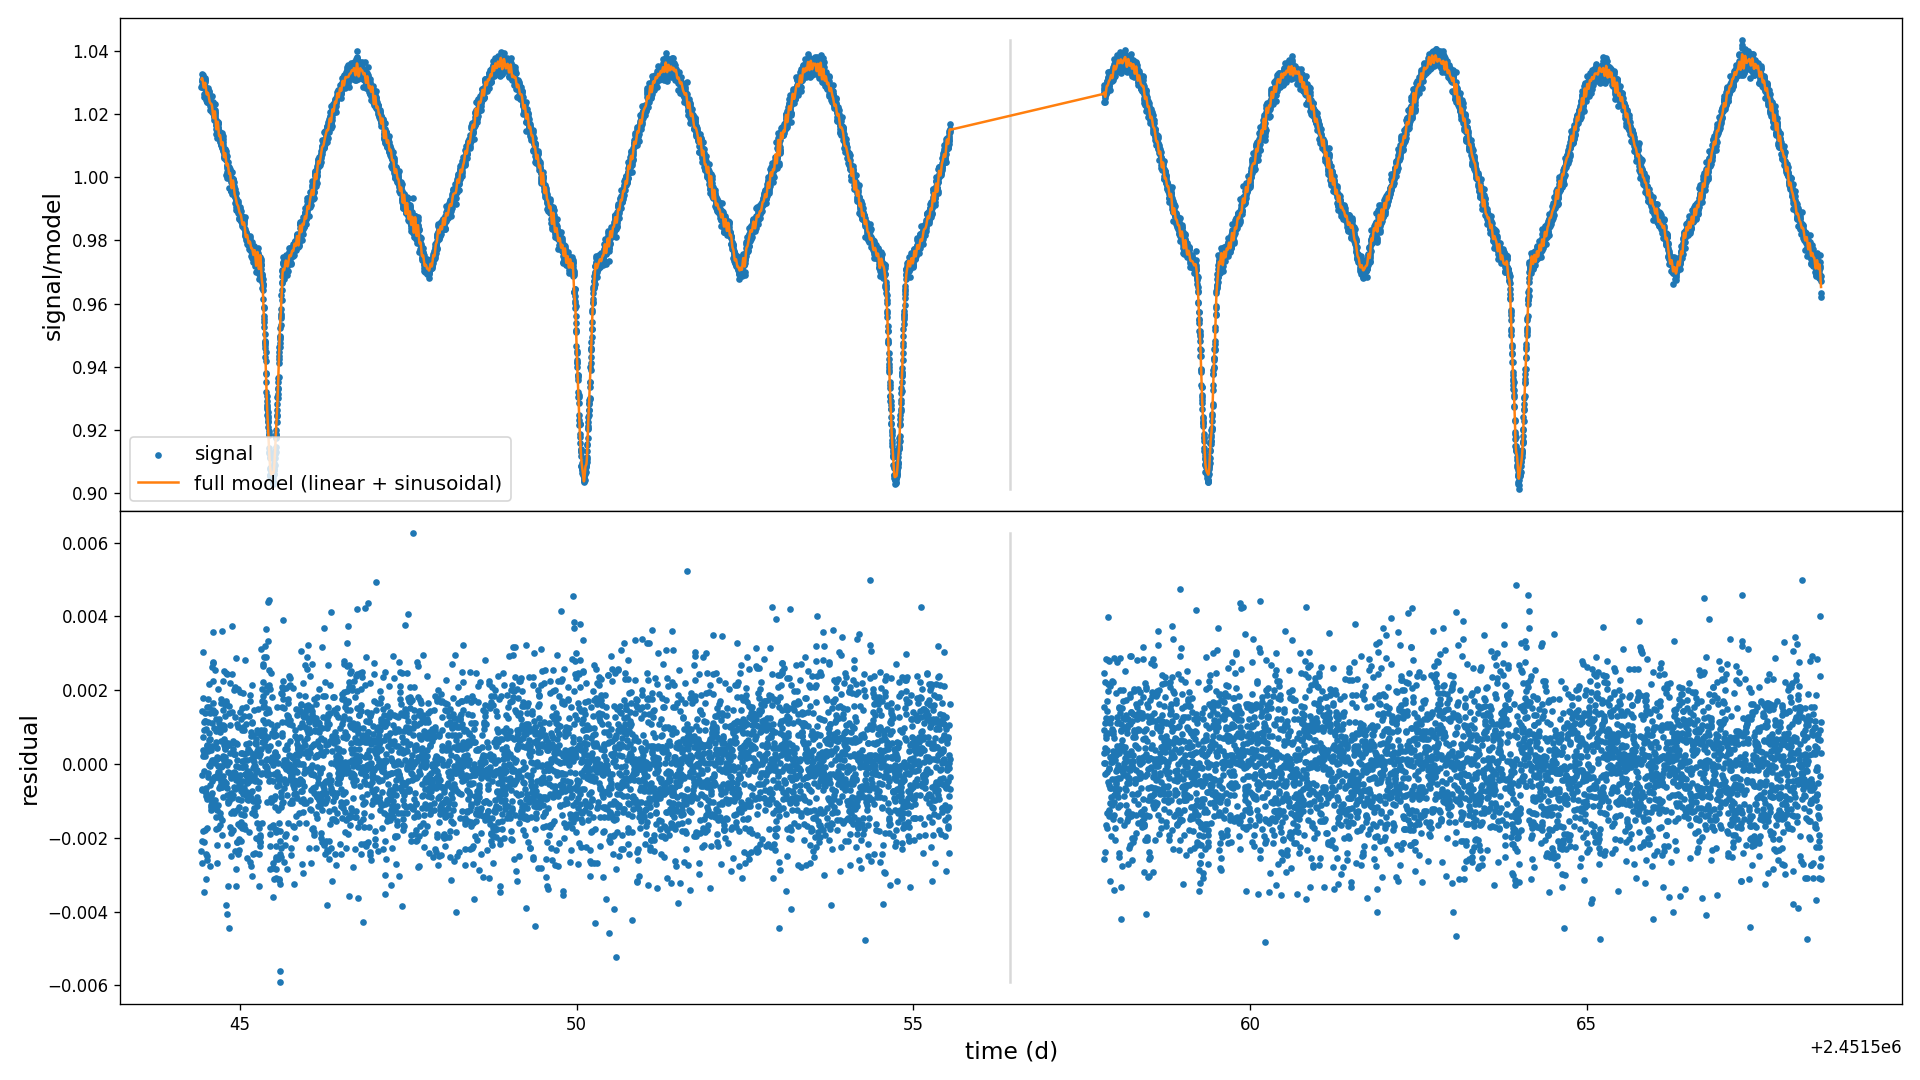 1.04
1.02
1.00
0.98
0.96
0.94
0.92
0.90
signal/model
signal
full model (linear + sinusoidal)
0.006
0.004
0.002
0.000
−0.002
−0.004
−0.006
residual
45 50 55 60 65
time (d)
+2.4515e6